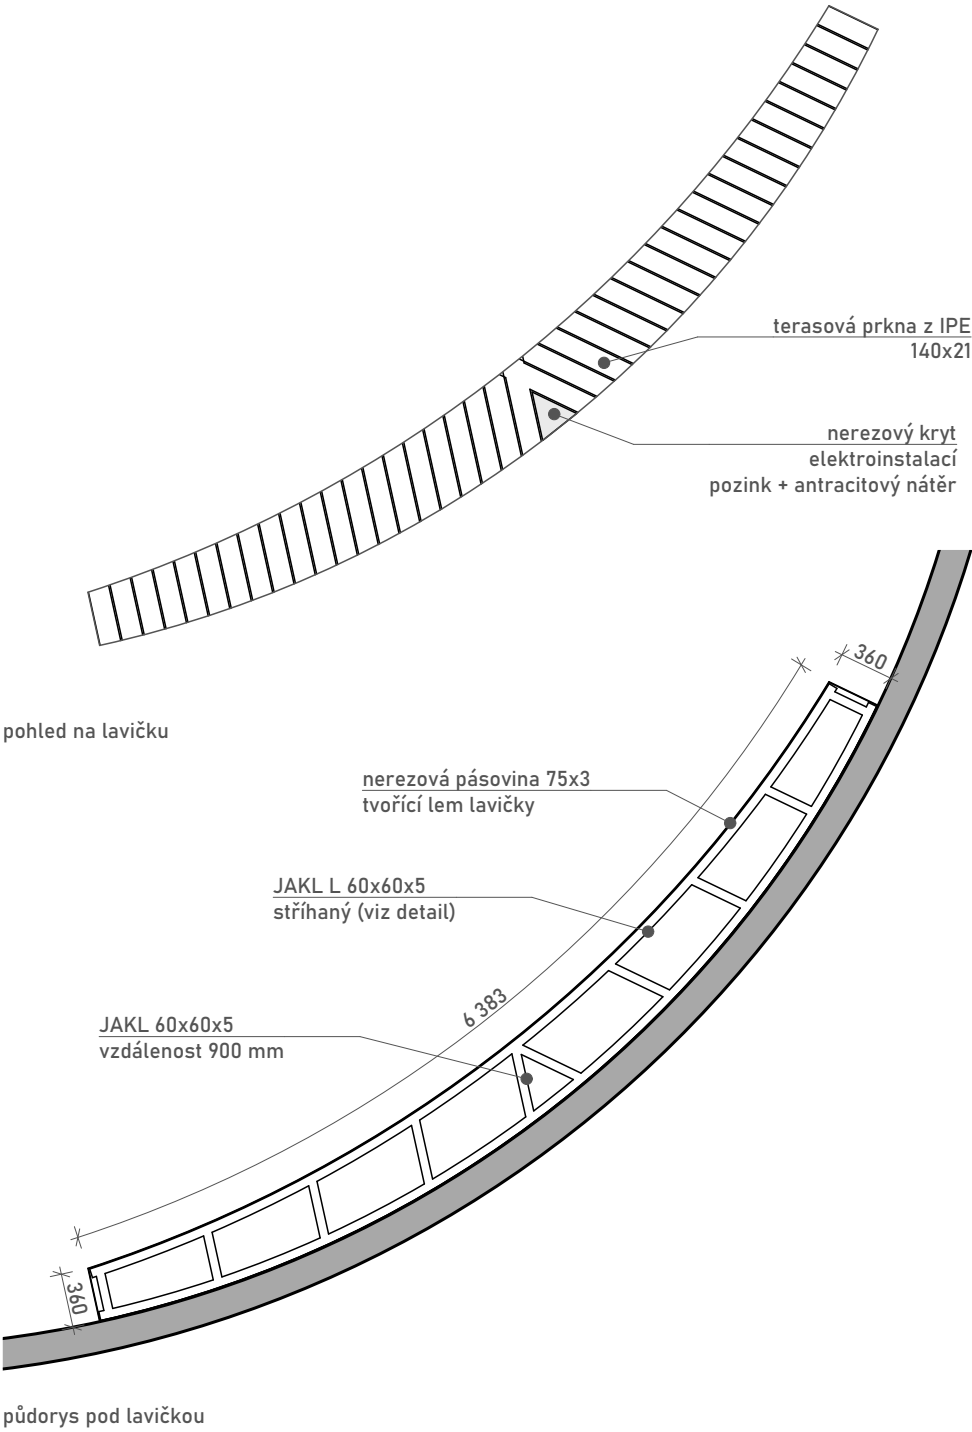 terasová prkna z IPE
140x21
nerezový kryt
elektroinstalací
pozink + antracitový nátěr
pohled na lavičku
360
nerezová pásovina 75x3
tvořící lem lavičky
JAKL L 60x60x5
stříhaný (viz detail)
6 383
JAKL 60x60x5
vzdálenost 900 mm
360
půdorys pod lavičkou